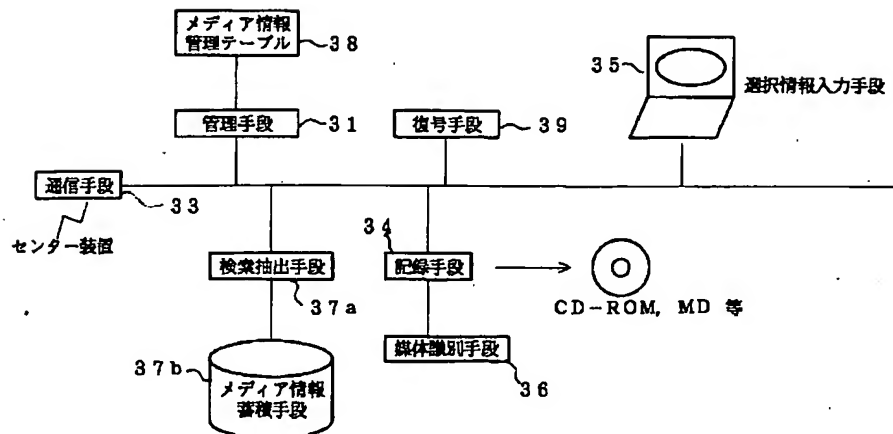 メディア情報
管理テーブル
38
35
選択情報入力手段
管理手段
31
復号手段
39
通信手段
33
センター装置
34
検索抽出手段
37a
記録手段
CD-ROM, MD 等
37b
媒体識別手段
36
メディア情報
蓄積手段